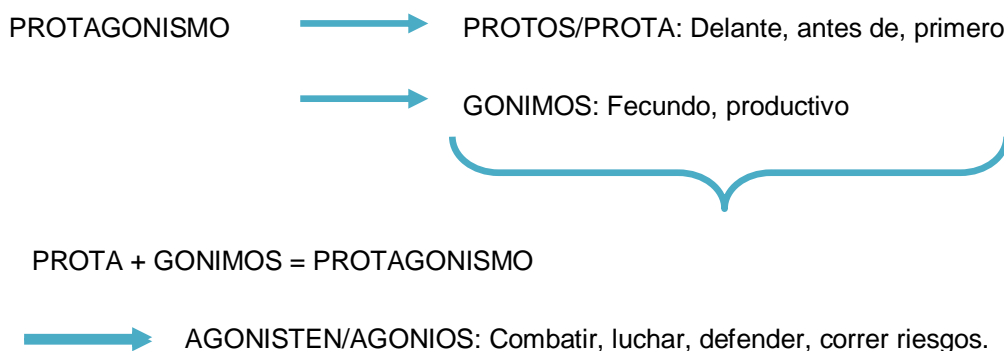 PROTAGONISMO PROTOS/PROTA: Delante, antes de, primero
GONIMOS: Fecundo, productivo
PROTA + GONIMOS = PROTAGONISMO
AGONISTEN/AGONIOS: Combatir, luchar, defender, correr riesgos.